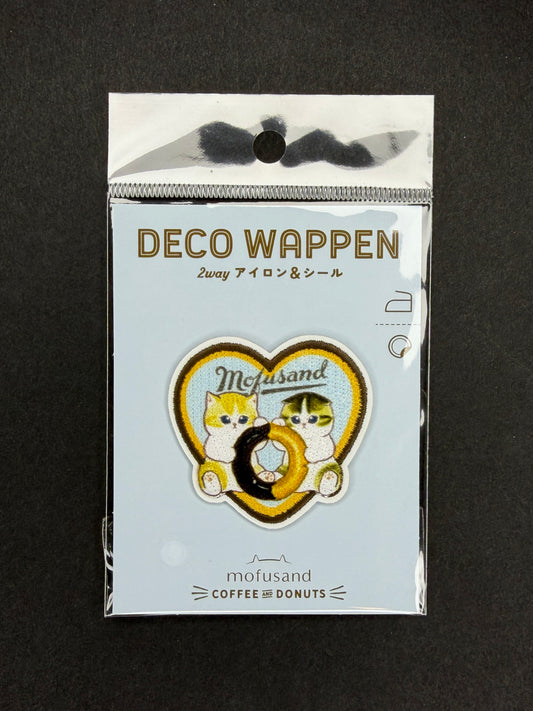 DECO WAPPEN
2way アイロン&シール
Mofusand
mofusand
COFFEE AND DONUTS